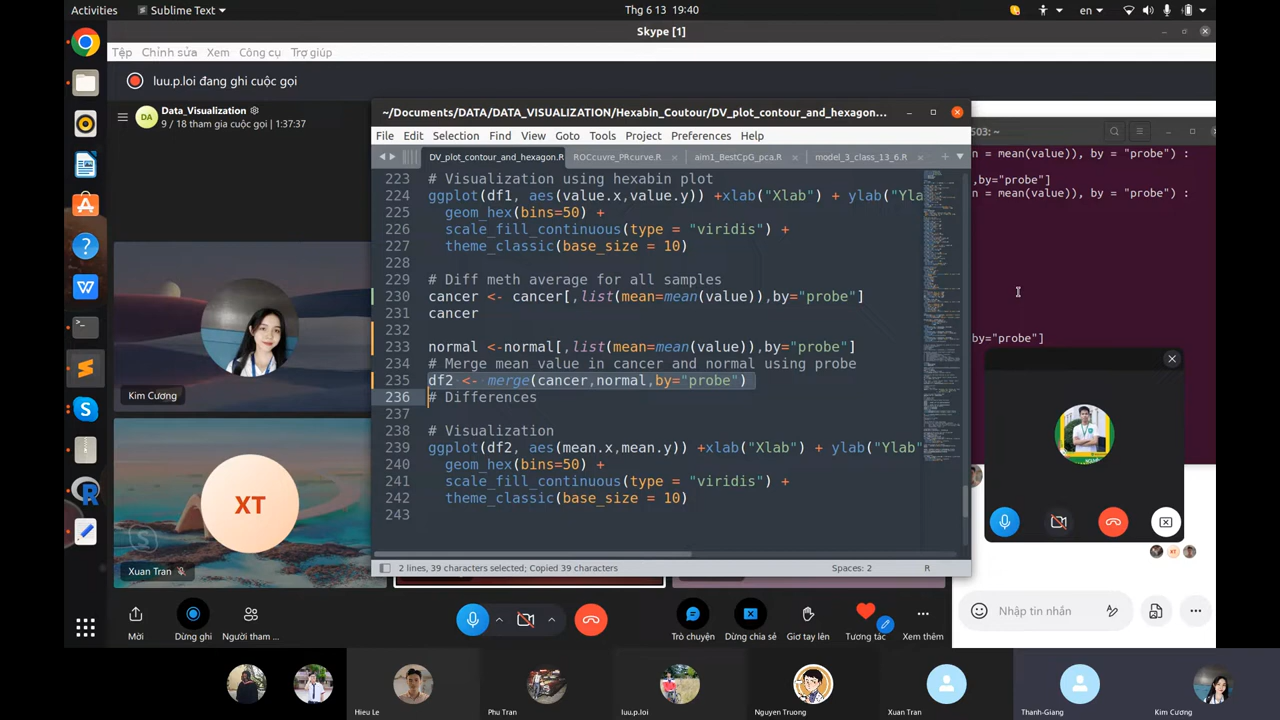 Activities
Sublime Text
Thg 6 13 19:40
en
Skype [1]
Tệp Chỉnh sửa Xem Công cụ Trợ giúp
luu.p.loi đang ghi cuộc gọi
DA
Data_Visualization
9 / 18 tham gia cuộc gọi | 1:37:37
~/Documents/DATA/DATA_VISUALIZATION/Hexabin_Coutour/DV_plot_contour_and_hexagon...
503: ~
File Edit Selection Find View Goto Tools Project Preferences Help
DV_plot_contour_and_hexagon.R
ROCcuvre_PRcurve.R
aim1_BestCpG_pca.R
model_3_class_13_6.R
n = mean(value)), by = "probe") :
,by="probe"]
n = mean(value)), by = "probe") :
by="probe"]
223 # Visualization using hexabin plot
224 ggplot(df1, aes(value.x,value.y)) +xlab("Xlab") + ylab("Yla
225 geom_hex(bins=50) +
226 scale_fill_continuous(type = "viridis") +
227 theme_classic(base_size = 10)
228
229 # Diff meth average for all samples
230 cancer <- cancer[,list(mean=mean(value)),by="probe"]
231 cancer
232
233 normal <-normal[,list(mean=mean(value)),by="probe"]
234 # Merge mean value in cancer and normal using probe
235 df2 <- merge(cancer,normal,by="probe")
236 # Differences
237
238 # Visualization
239 ggplot(df2, aes(mean.x,mean.y)) +xlab("Xlab") + ylab("Ylab"
240 geom_hex(bins=50) +
241 scale_fill_continuous(type = "viridis") +
242 theme_classic(base_size = 10)
243
2 lines, 39 characters selected; Copied 39 characters
Spaces: 2
R
Kim Cương
XT
Xuan Tran
XT
Mời
Dừng ghi
Người tham ...
Trò chuyện
Dừng chia sẻ
Giơ tay lên
Tương tác
Xem thêm
Nhập tin nhắn
Hieu Le
Phu Tran
luu.p.loi
Nguyen Truong
Xuan Tran
Thanh-Giang
Kim Cương